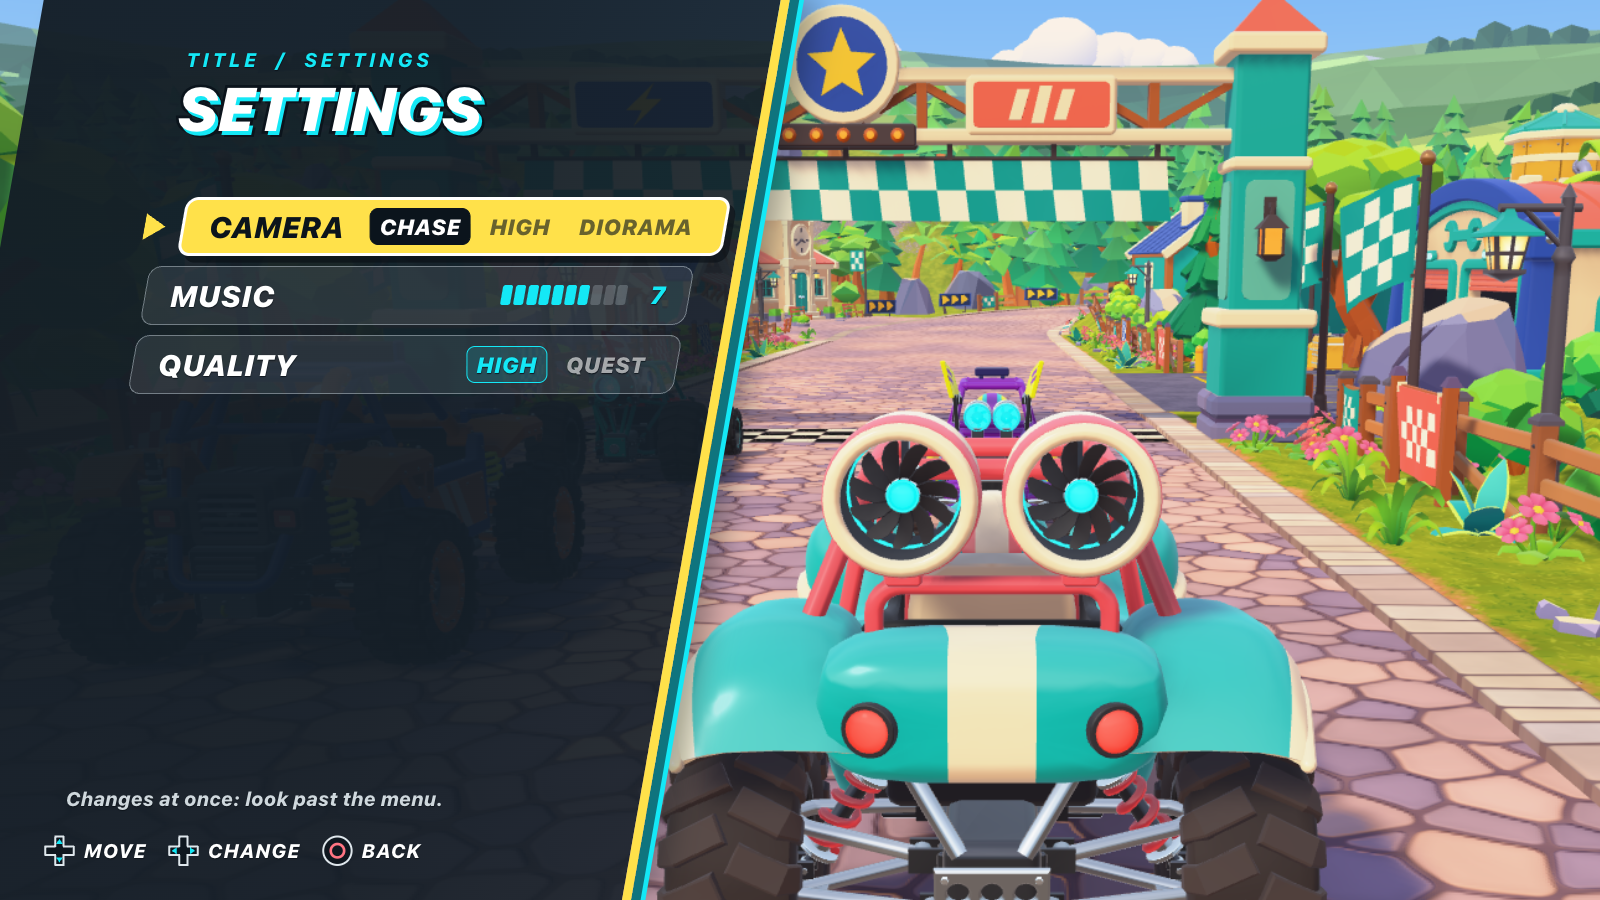 TITLE / SETTINGS
SETTINGS
CAMERA CHASE HIGH DIORAMA
MUSIC 7
QUALITY HIGH QUEST
Changes at once: look past the menu.
MOVE CHANGE BACK